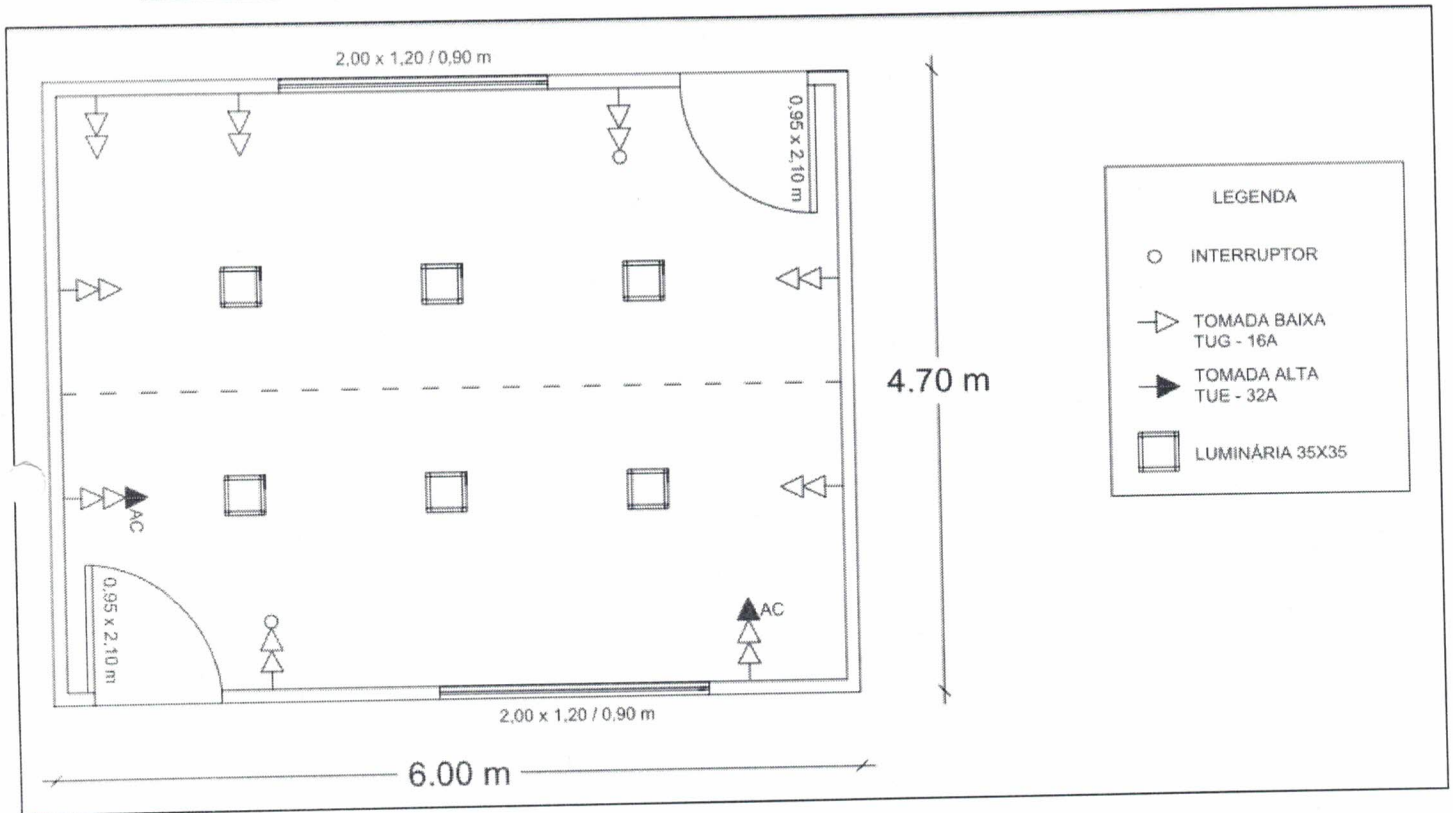 2,00 x 1,20 / 0,90 m
0,95 x 2,10 m
4.70 m
AC
0,95 x 2,10 m
AC
2,00 x 1,20 / 0,90 m
6.00 m
LEGENDA
INTERRUPTOR
TOMADA BAIXA
TUG - 16A
TOMADA ALTA
TUE - 32A
LUMINÁRIA 35X35